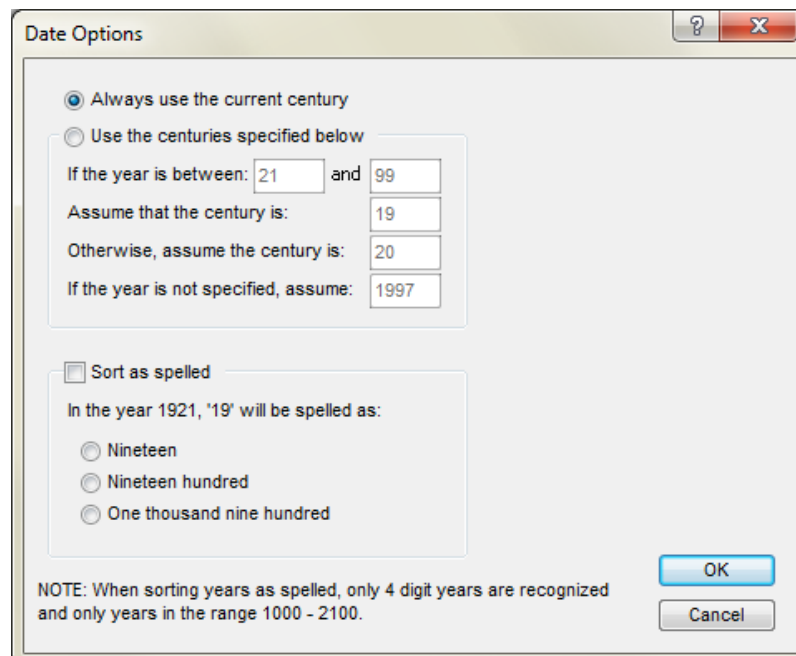 Date Options
Always use the current century
Use the centuries specified below
If the year is between: 21 and 99
Assume that the century is: 19
Otherwise, assume the century is: 20
If the year is not specified, assume: 1997
Sort as spelled
In the year 1921, '19' will be spelled as:
Nineteen
Nineteen hundred
One thousand nine hundred
OK
NOTE: When sorting years as spelled, only 4 digit years are recognized
and only years in the range 1000 - 2100.
Cancel